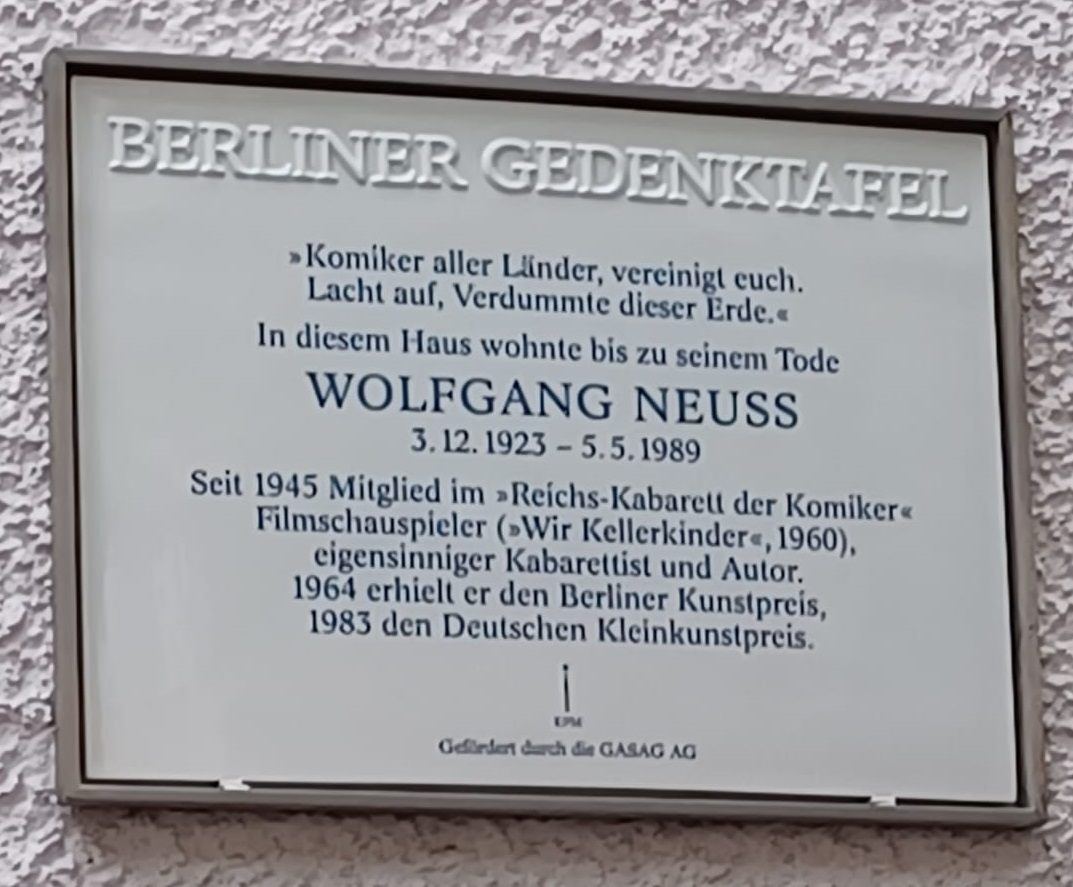 BERLINER GEDENKTAFEL
»Komiker aller Länder, vereinigt euch.
Lacht auf, Verdummte dieser Erde.«
In diesem Haus wohnte bis zu seinem Tode
WOLFGANG NEUSS
3.12.1923 – 5.5.1989
Seit 1945 Mitglied im »Reichs-Kabarett der Komiker«
Filmschauspieler (»Wir Kellerkinder«, 1960),
eigensinniger Kabarettist und Autor.
1964 erhielt er den Berliner Kunstpreis,
1983 den Deutschen Kleinkunstpreis.
KPM
Gefördert durch die GASAG AG